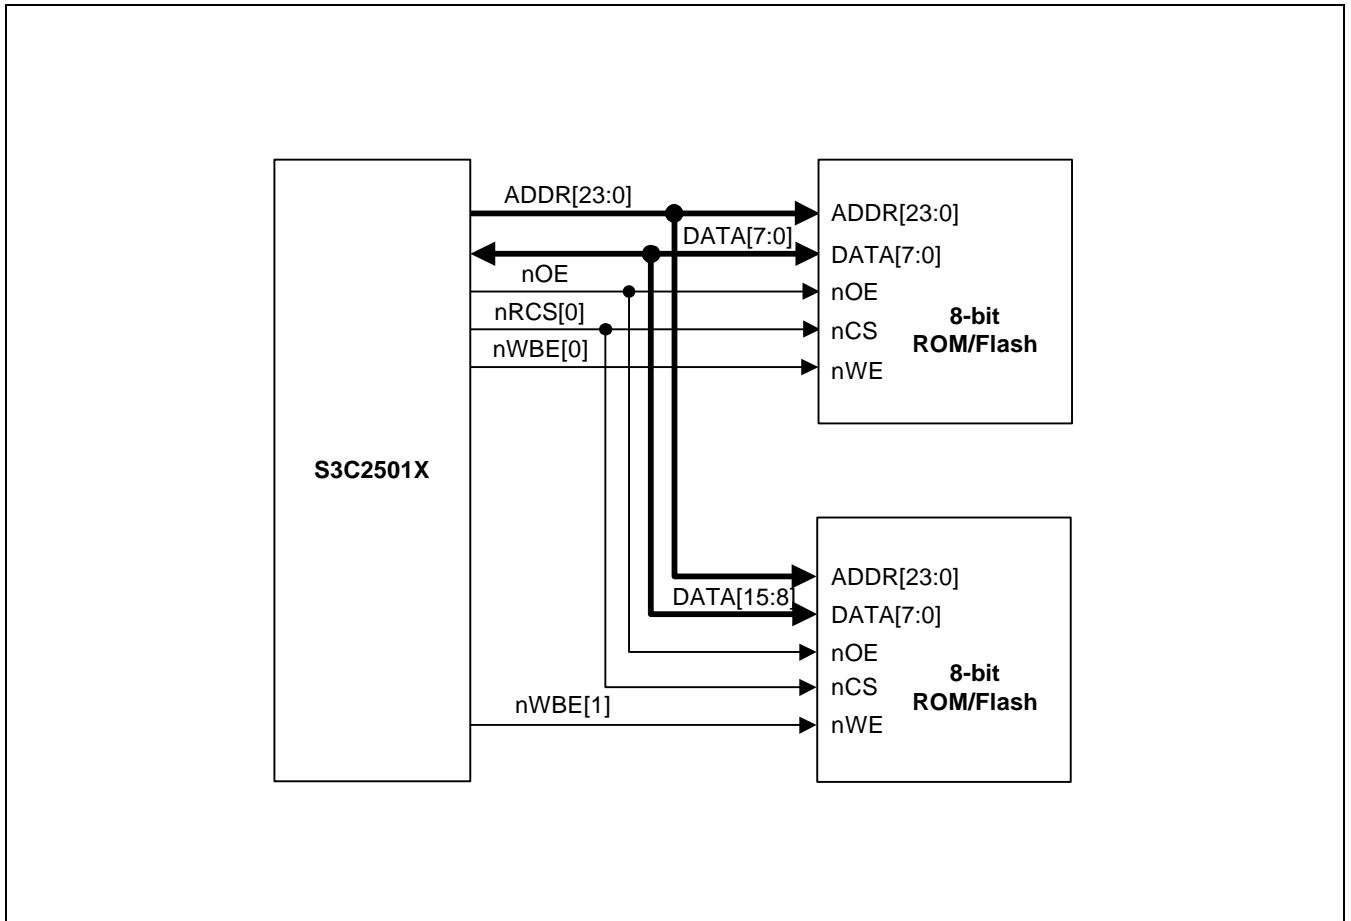 S3C2501X
ADDR[23:0]
DATA[7:0]
nOE
nRCS[0]
nWBE[0]
ADDR[23:0]
DATA[7:0]
nOE
nCS
nWE
8-bit
ROM/Flash
DATA[15:8]
nWBE[1]
ADDR[23:0]
DATA[7:0]
nOE
nCS
nWE
8-bit
ROM/Flash